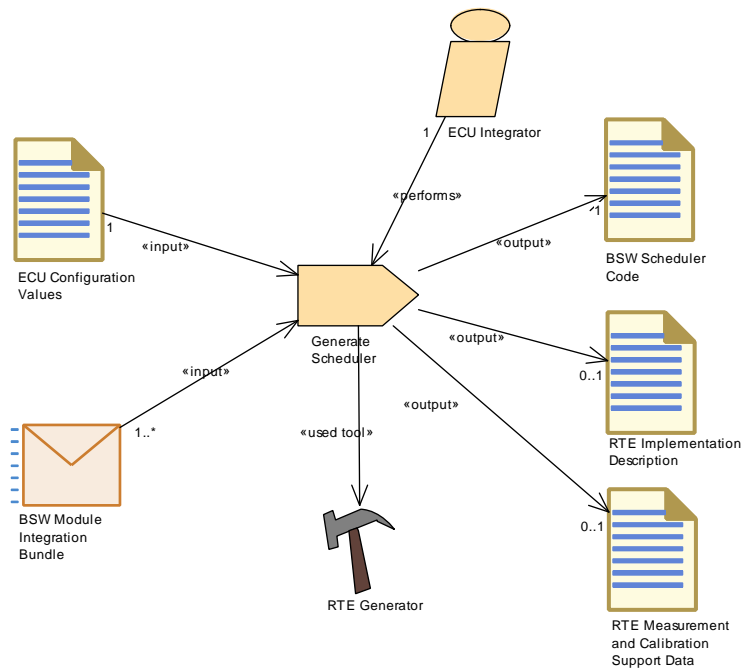 1
ECU Integrator
«performs»
1
«input»
ECU Configuration
Values
1
«output»
BSW Scheduler
Code
Generate
Scheduler
«output»
0..1
RTE Implementation
Description
«input»
1..*
BSW Module
Integration
Bundle
«used tool»
RTE Generator
«output»
0..1
RTE Measurement
and Calibration
Support Data